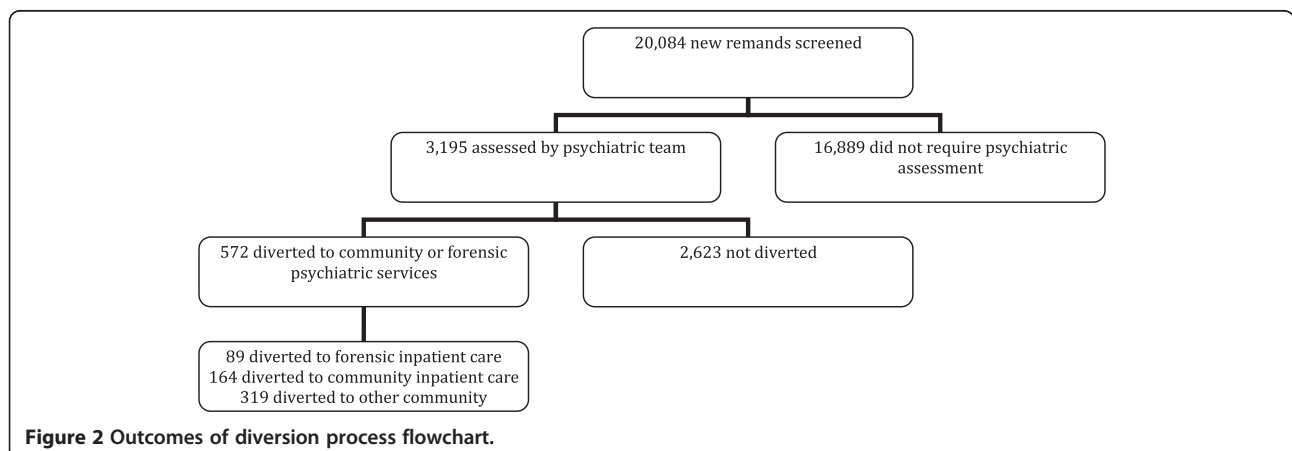 20,084 new remands screened
3,195 assessed by psychiatric team
16,889 did not require psychiatric
assessment
572 diverted to community or forensic
psychiatric services
2,623 not diverted
89 diverted to forensic inpatient care
164 diverted to community inpatient care
319 diverted to other community
Figure 2 Outcomes of diversion process flowchart.